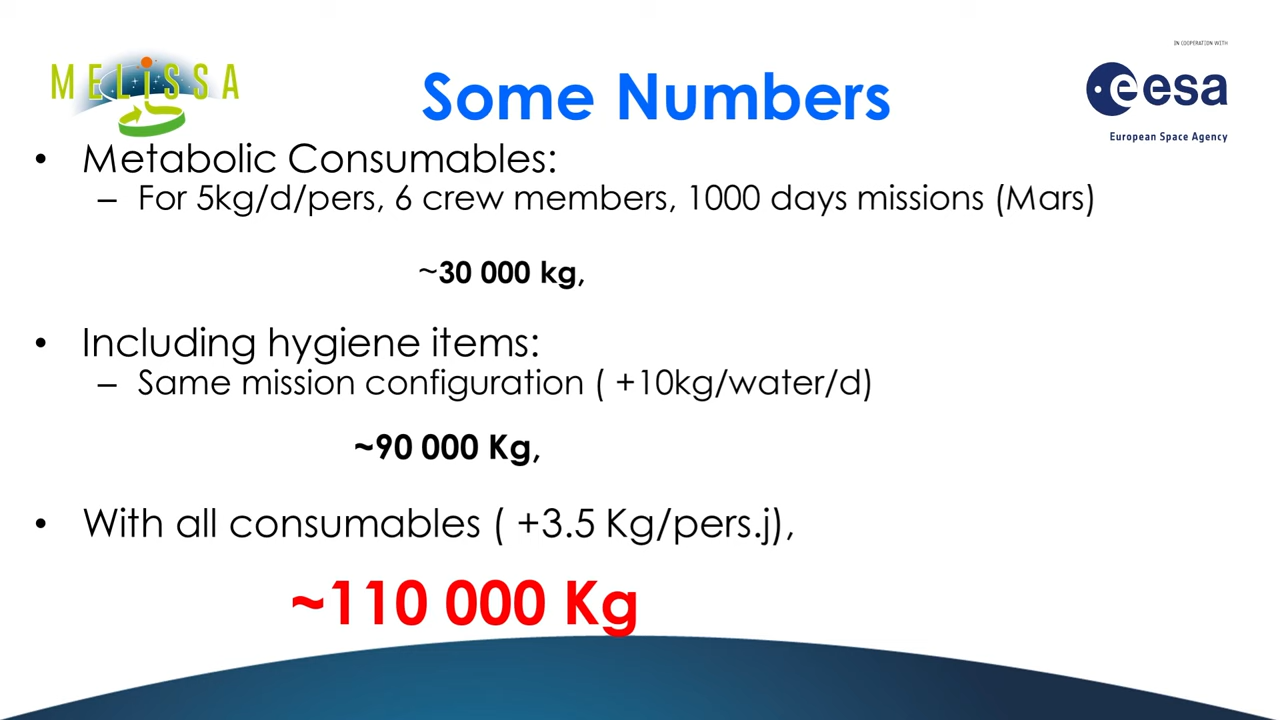 IN COOPERATION WITH
MELiSSA
Some Numbers
esa
European Space Agency
• Metabolic Consumables:
– For 5kg/d/pers, 6 crew members, 1000 days missions (Mars)
~30 000 kg,
• Including hygiene items:
– Same mission configuration ( +10kg/water/d)
~90 000 Kg,
• With all consumables ( +3.5 Kg/pers.j),
~110 000 Kg